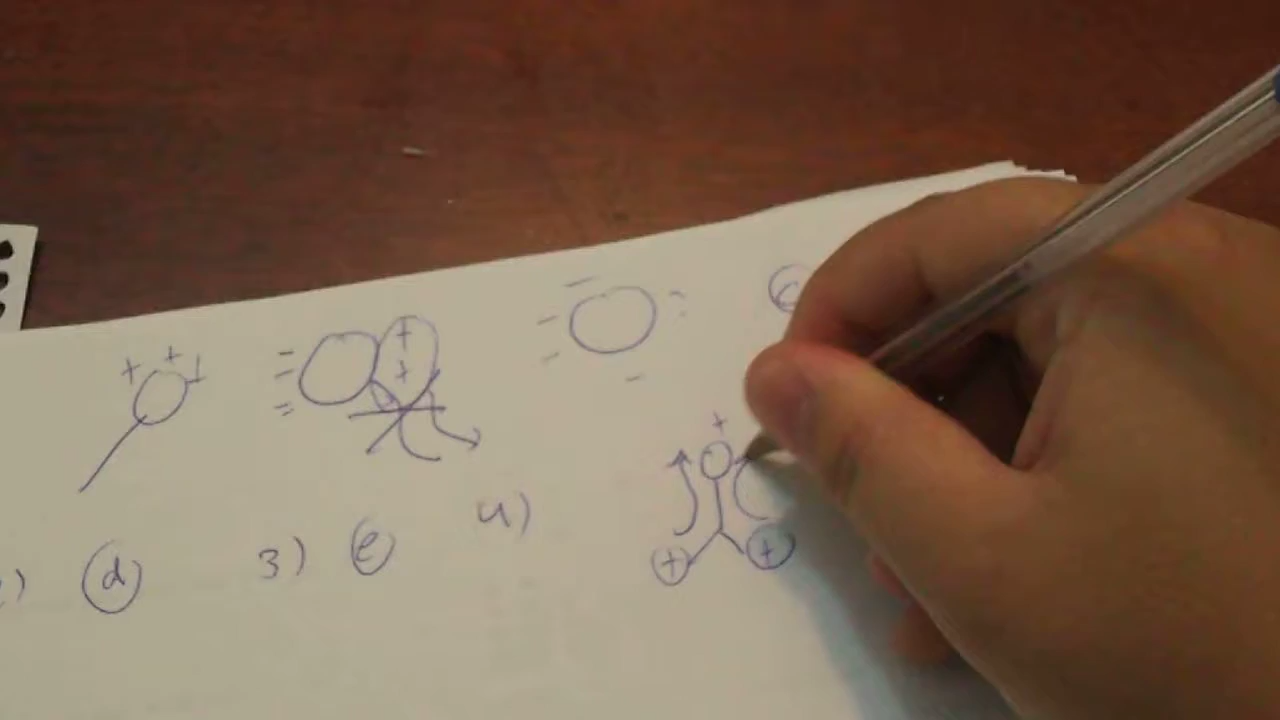 + + +
= - = + +
- - - = -
+
4)
3) e
d
+ +